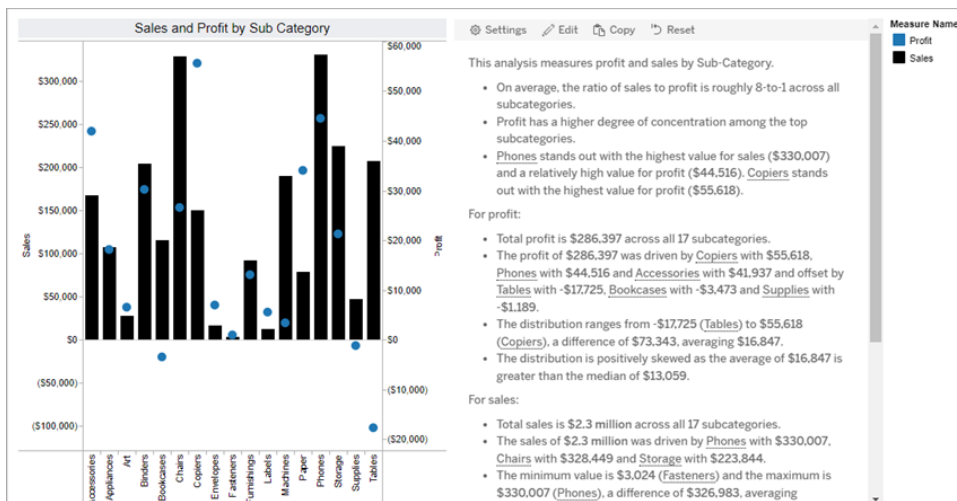 Sales and Profit by Sub Category
$300,000
$250,000
$200,000
$150,000
$100,000
$50,000
$0
($50,000)
($100,000)
Sales
$60,000
$50,000
$40,000
$30,000
$20,000
$10,000
$0
($10,000)
($20,000)
Profit
Appliances
Art
Binders
Bookcases
Chairs
Copiers
Envelopes
Fasteners
Labels
Machines
Paper
Phones
Storage
Supplies
Tables
Settings Edit Copy Reset
This analysis measures profit and sales by Sub-Category.
• On average, the ratio of sales to profit is roughly 8-to-1 across all
subcategories.
• Profit has a higher degree of concentration among the top
subcategories.
• Phones stands out with the highest value for sales ($330,007)
and a relatively high value for profit ($44,516). Copiers stands
out with the highest value for profit ($55,618).
For profit:
• Total profit is $286,397 across all 17 subcategories.
• The profit of $286,397 was driven by Copiers with $55,618,
Phones with $44,516 and Accessories with $41,937 and offset by
Tables with -$17,725, Bookcases with -$3,473 and Supplies with
-$1,189.
• The distribution ranges from -$17,725 (Tables) to $55,618
(Copiers), a difference of $73,343, averaging $16,847.
• The distribution is positively skewed as the average of $16,847 is
greater than the median of $13,059.
For sales:
• Total sales is $2.3 million across all 17 subcategories.
• The sales of $2.3 million was driven by Phones with $330,007,
Chairs with $328,449 and Storage with $223,844.
• The minimum value is $3,024 (Fasteners) and the maximum is
$330,007 (Phones), a difference of $326,983, averaging
Measure Name
Profit
Sales